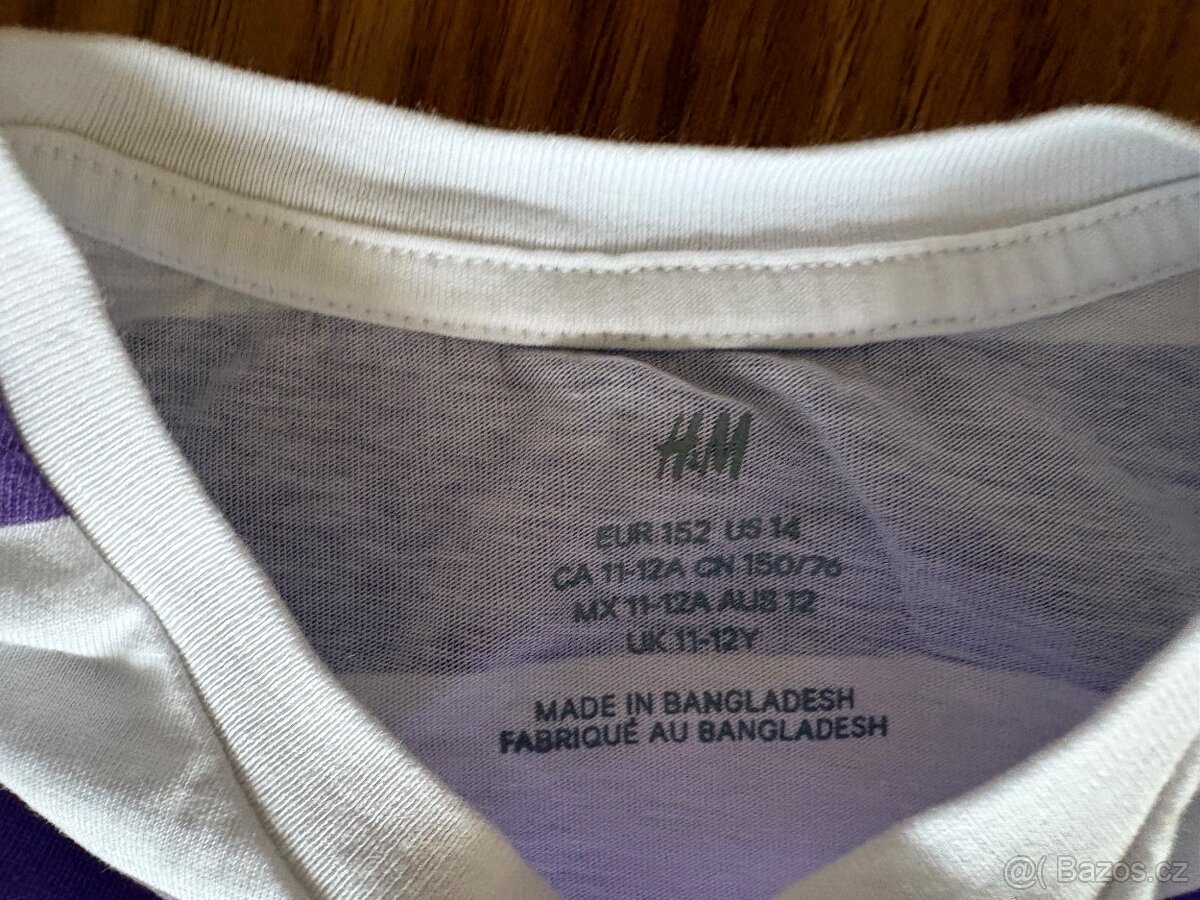 H&M
EUR 152 US 14
CA 11-12A CN 150/76
MX 11-12A AUS 12
UK 11-12Y
MADE IN BANGLADESH
FABRIQUÉ AU BANGLADESH
@( Bazos.cz